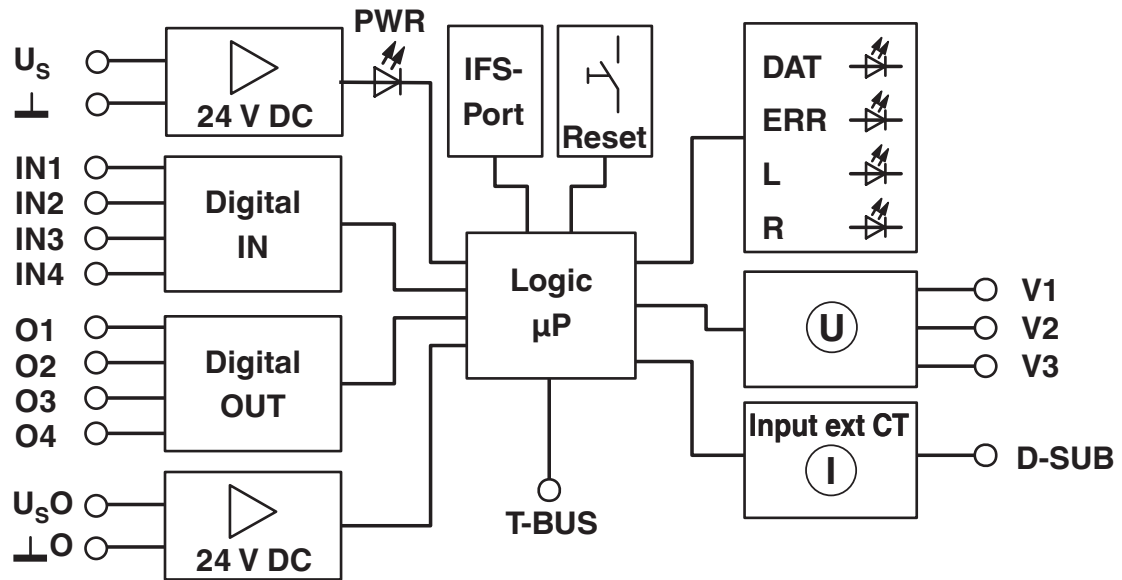 PWR
U_S
24 V DC
IFS-
Port
Reset
DAT
ERR
L
R
IN1
IN2
IN3
IN4
Digital
IN
Logic
µP
O1
O2
O3
O4
Digital
OUT
U
V1
V2
V3
Input ext CT
I
D-SUB
U_SO
O
24 V DC
T-BUS